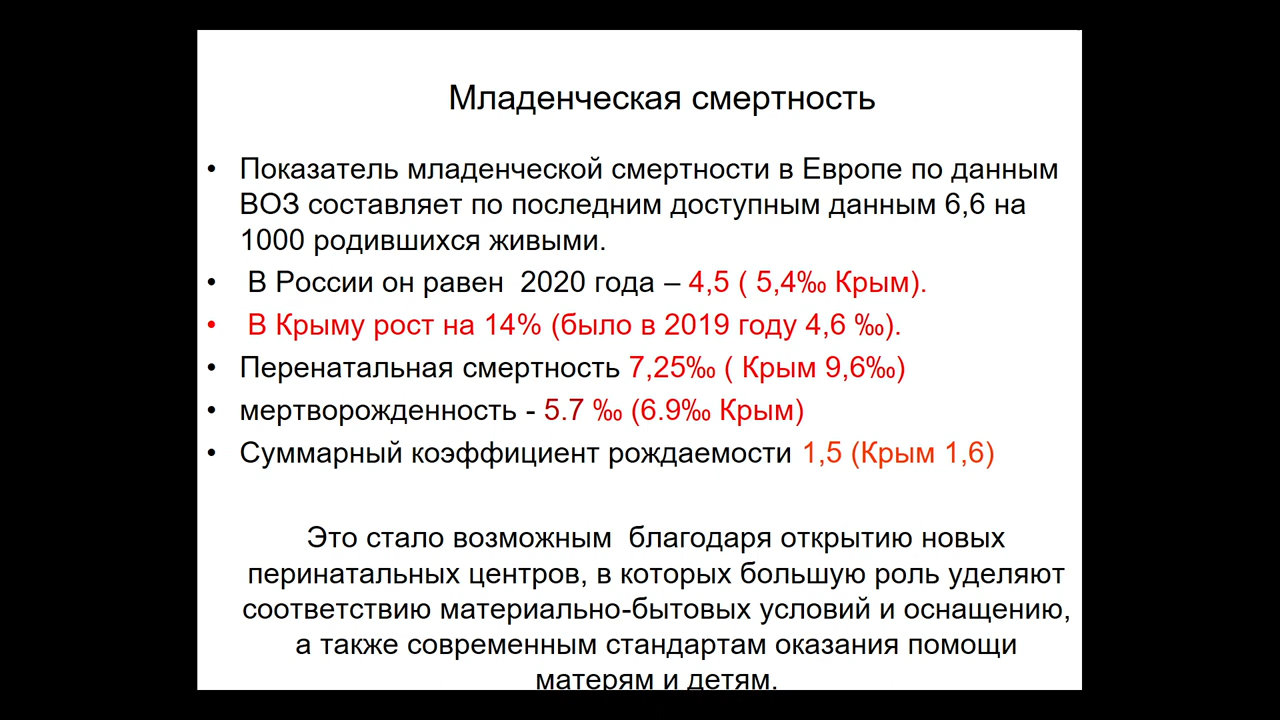 Младенческая смертность
• Показатель младенческой смертности в Европе по данным
ВОЗ составляет по последним доступным данным 6,6 на
1000 родившихся живыми.
• В России он равен 2020 года – 4,5 ( 5,4‰ Крым).
• В Крыму рост на 14% (было в 2019 году 4,6 ‰).
• Перенатальная смертность 7,25‰ ( Крым 9,6‰)
• мертворожденность - 5.7 ‰ (6.9‰ Крым)
• Суммарный коэффициент рождаемости 1,5 (Крым 1,6)
Это стало возможным благодаря открытию новых
перинатальных центров, в которых большую роль уделяют
соответствию материально-бытовых условий и оснащению,
а также современным стандартам оказания помощи
матерям и детям.